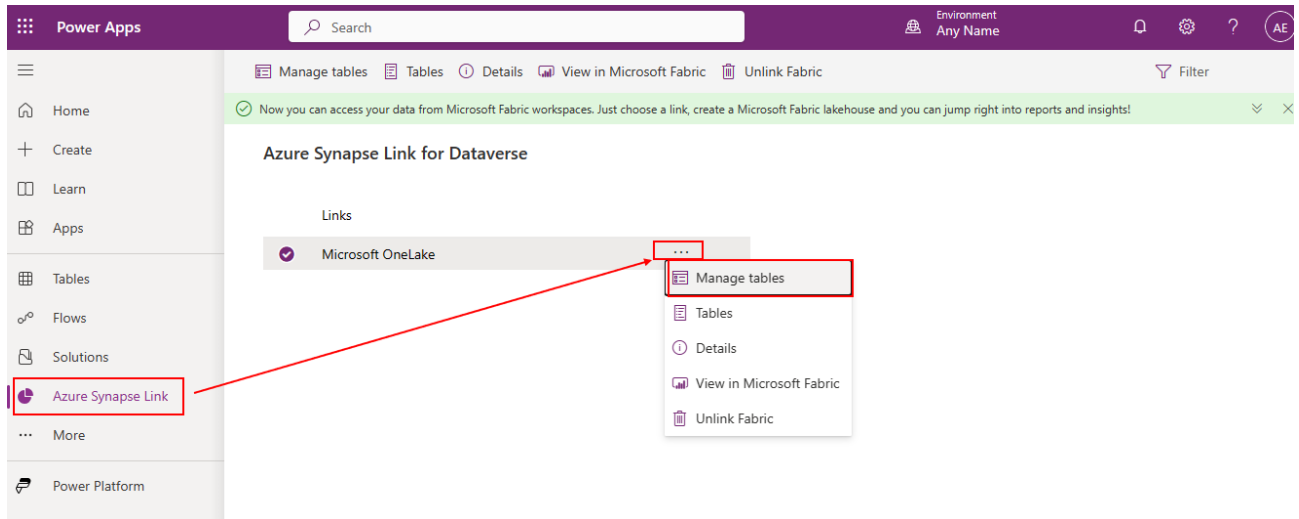 Power Apps
Search
Environment
Any Name
AE
Manage tables Tables Details View in Microsoft Fabric Unlink Fabric Filter
Now you can access your data from Microsoft Fabric workspaces. Just choose a link, create a Microsoft Fabric lakehouse and you can jump right into reports and insights!
Home
Create
Learn
Apps
Tables
Flows
Solutions
Azure Synapse Link
More
Power Platform
Azure Synapse Link for Dataverse
Links
Microsoft OneLake ...
Manage tables
Tables
Details
View in Microsoft Fabric
Unlink Fabric